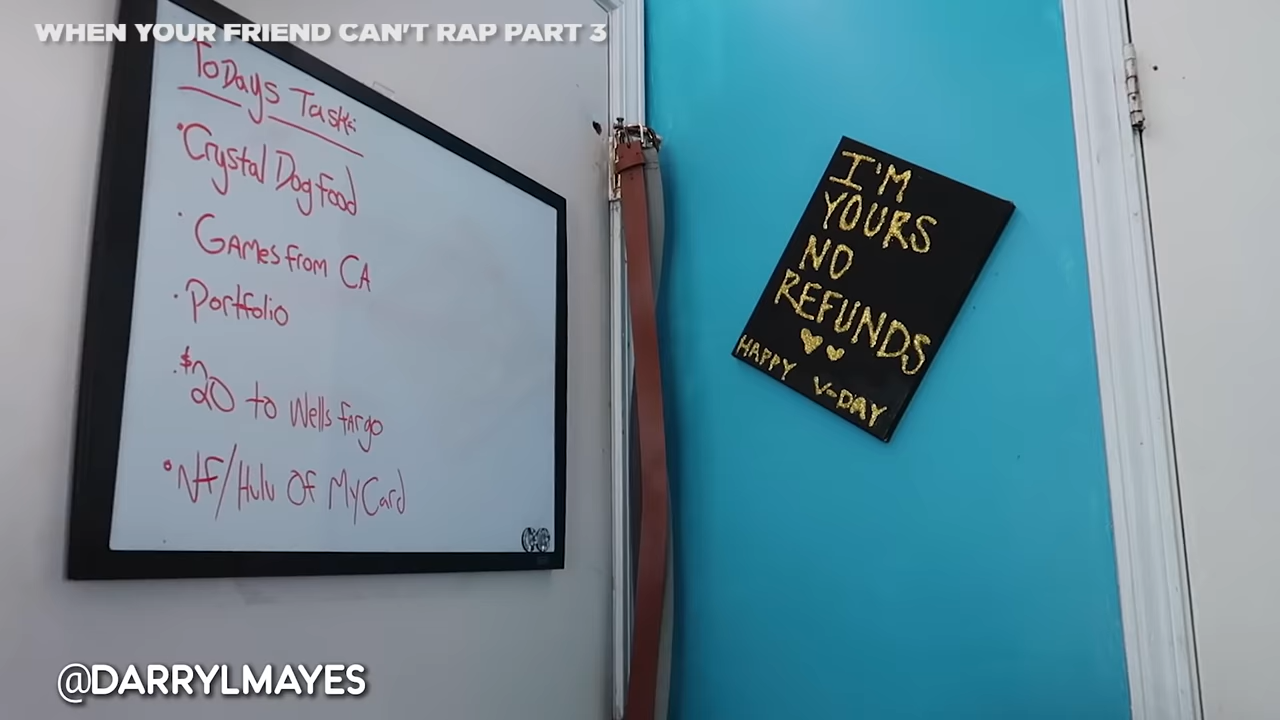 WHEN YOUR FRIEND CAN'T RAP PART 3
Todays Task:
• Crystal Dog Food
• Games from CA
• Portfolio
• $20 to Wells Fargo
• NF/Hulu Of My Card
I'M
YOURS
NO
REFUNDS
HAPPY V-DAY
@DARRYLMAYES